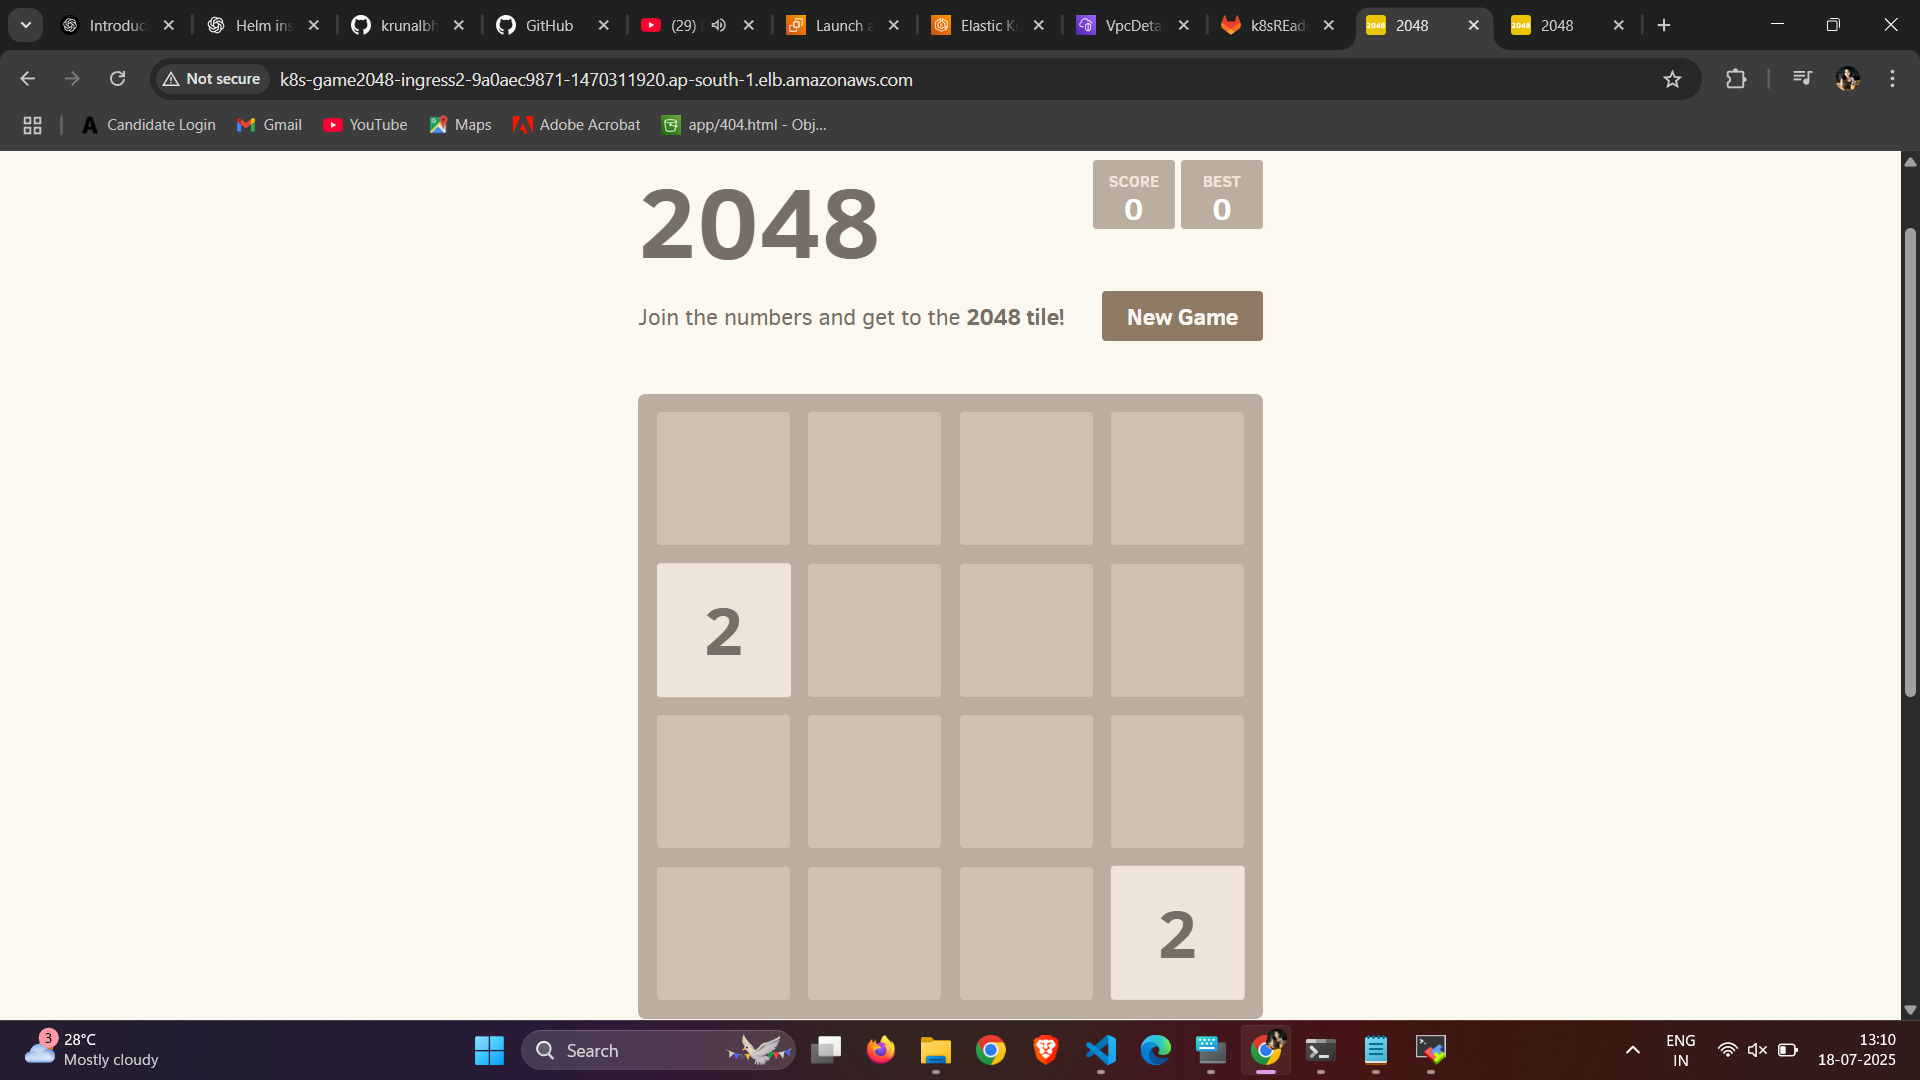 Introduc
Helm ins
krunalbh
GitHub
(29)
Launch a
Elastic K
VpcDeta
k8sREad
2048
2048
Not secure
k8s-game2048-ingress2-9a0aec9871-1470311920.ap-south-1.elb.amazonaws.com
Candidate Login
Gmail
YouTube
Maps
Adobe Acrobat
app/404.html - Obj...
2048
SCORE
0
BEST
0
Join the numbers and get to the 2048 tile!
New Game
2
2
3
28°C
Mostly cloudy
Search
ENG
IN
13:10
18-07-2025